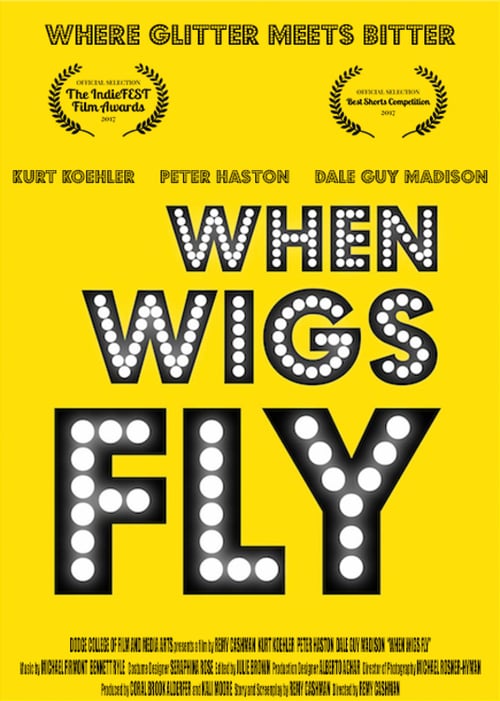 WHERE GLITTER MEETS BITTER
OFFICIAL SELECTION
The IndieFEST
Film Awards
2017
OFFICIAL SELECTION
Best Shorts Competition
2017
KURT KOEHLER PETER HASTON DALE GUY MADISON
WHEN
WIGS
FLY
DODGE COLLEGE OF FILM AND MEDIA ARTS presents a film by REMY CASHMAN KURT KOEHLER PETER HASTON DALE GUY MADISON "WHEN WIGS FLY"
Music by MICHAEL FIRMONT BENNETT RYLE Costume Designer SERAPHINA ROSE Edited by JULIE BROWN Production Designer ALBERTO ACHAR Director of Photography MICHAEL ROSNER-HYMAN
Produced by CORAL BROOK ALDERFER and KALI MOORE Story and Screenplay by REMY CASHMAN Directed by REMY CASHMAN